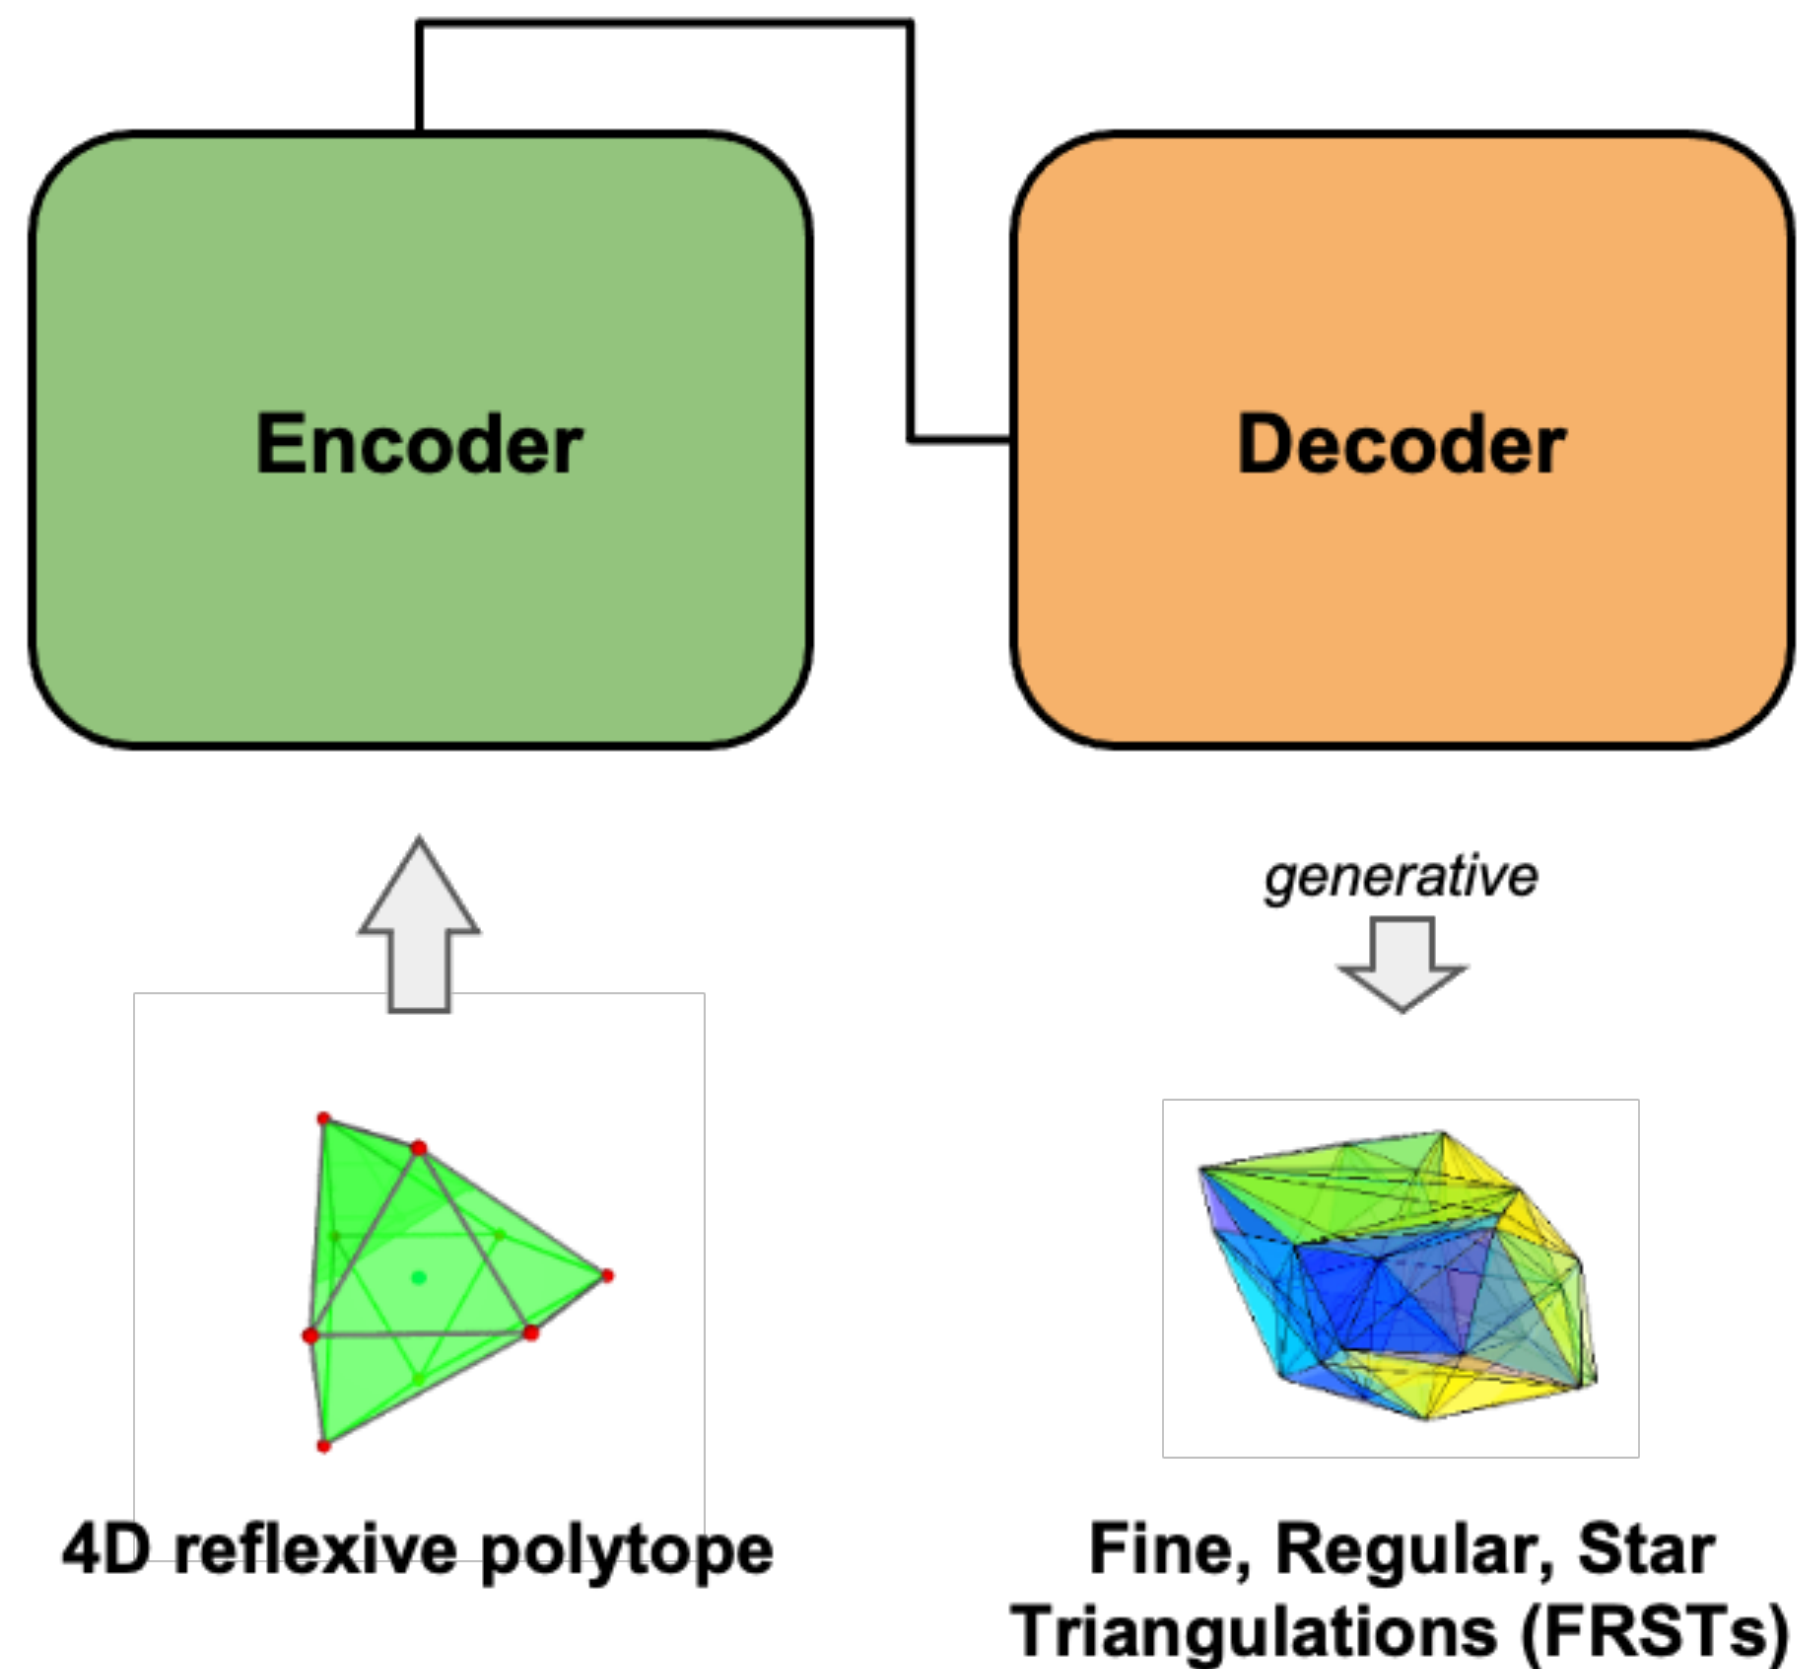 Encoder
Decoder
generative
4D reflexive polytope
Fine, Regular, Star
Triangulations (FRSTs)